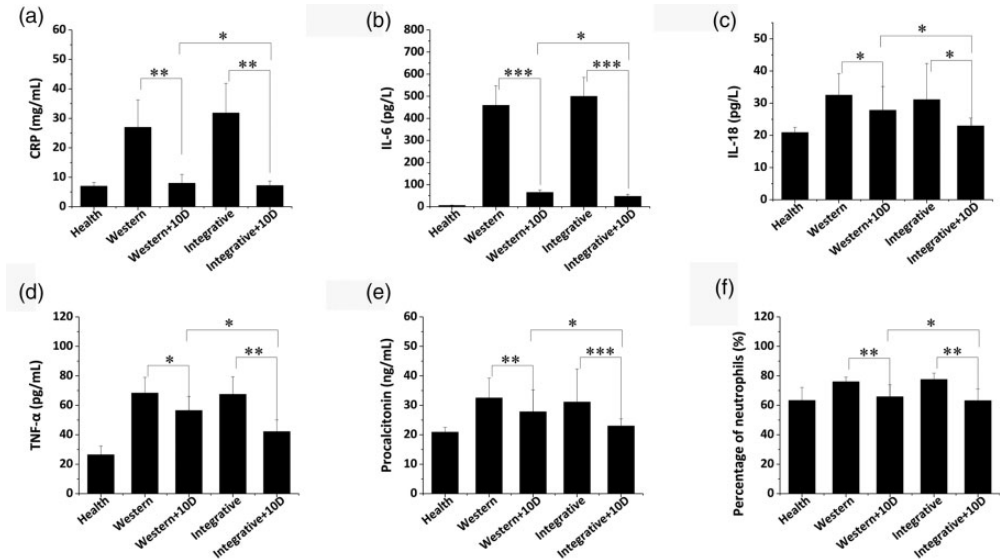 (a)
CRP (mg/mL)
60
50
40
30
20
10
0
**
**
*
Health
Western
Western+10D
Integrative
Integrative+10D
(b)
IL-6 (pg/L)
800
700
600
500
400
300
200
100
0
***
***
*
Health
Western
Western+10D
Integrative
Integrative+10D
(c)
IL-18 (pg/L)
50
40
30
20
10
0
*
*
*
Health
Western
Western+10D
Integrative
Integrative+10D
(d)
TNF-α (pg/mL)
120
100
80
60
40
20
0
*
**
*
Health
Western
Western+10D
Integrative
Integrative+10D
(e)
Procalcitonin (ng/mL)
50
40
30
20
10
0
**
***
*
Health
Western
Western+10D
Integrative
Integrative+10D
(f)
Percentage of neutrophils (%)
120
100
80
60
40
20
0
**
**
*
Health
Western
Western+10D
Integrative
Integrative+10D